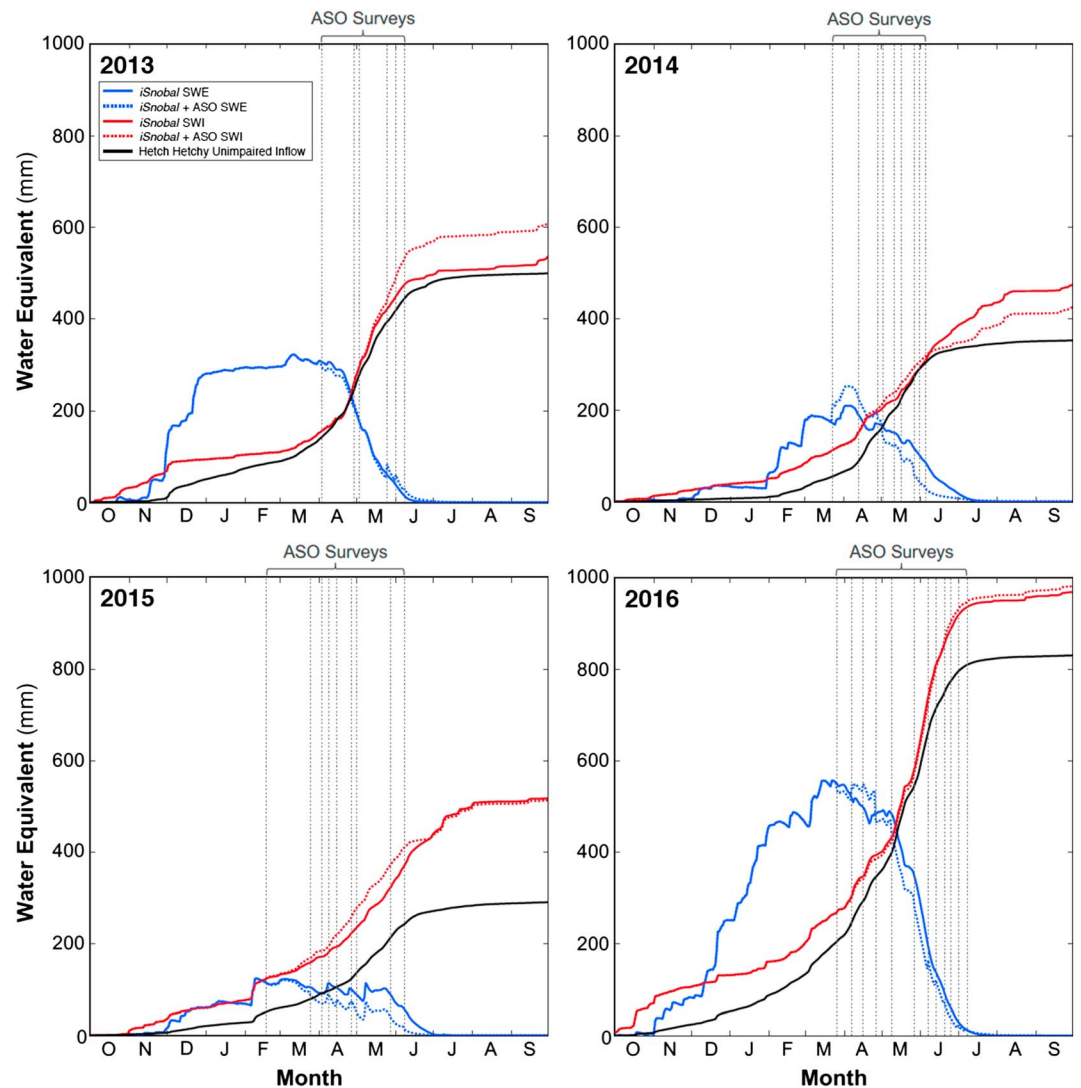 ASO Surveys
1000
2013
iSnobal SWE
iSnobal + ASO SWE
iSnobal SWI
iSnobal + ASO SWI
Hetch Hetchy Unimpaired Inflow
800
600
400
200
0
Water Equivalent (mm)
O N D J F M A M J J A S
ASO Surveys
1000
2014
800
600
400
200
0
O N D J F M A M J J A S
ASO Surveys
1000
2015
800
600
400
200
0
Water Equivalent (mm)
O N D J F M A M J J A S
Month
ASO Surveys
1000
2016
800
600
400
200
0
O N D J F M A M J J A S
Month